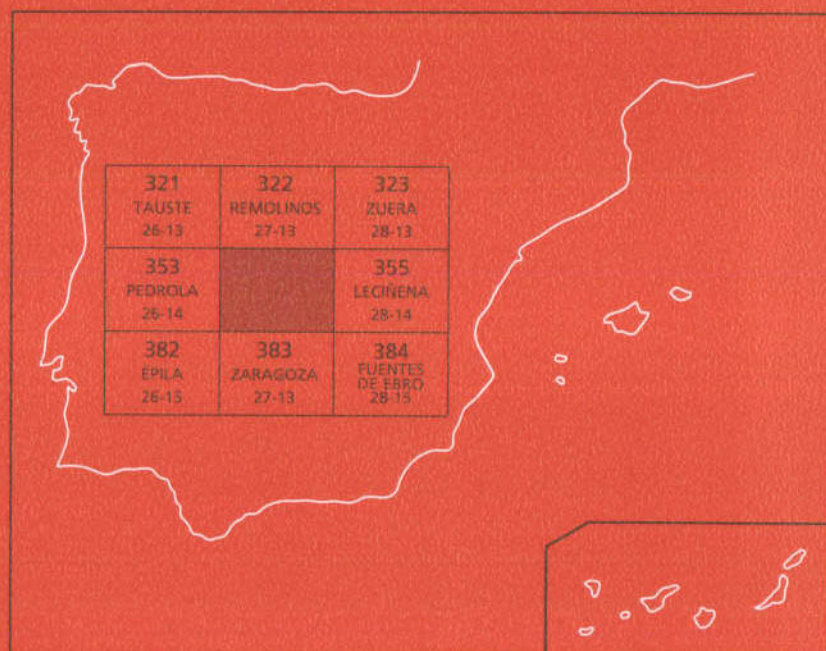 321
TAUSTE
26-13
322
REMOLINOS
27-13
323
ZUERA
28-13
353
PEDROLA
26-14
355
LECIÑENA
28-14
382
EPILA
26-15
383
ZARAGOZA
27-13
384
FUENTES
DE EBRO
28-15